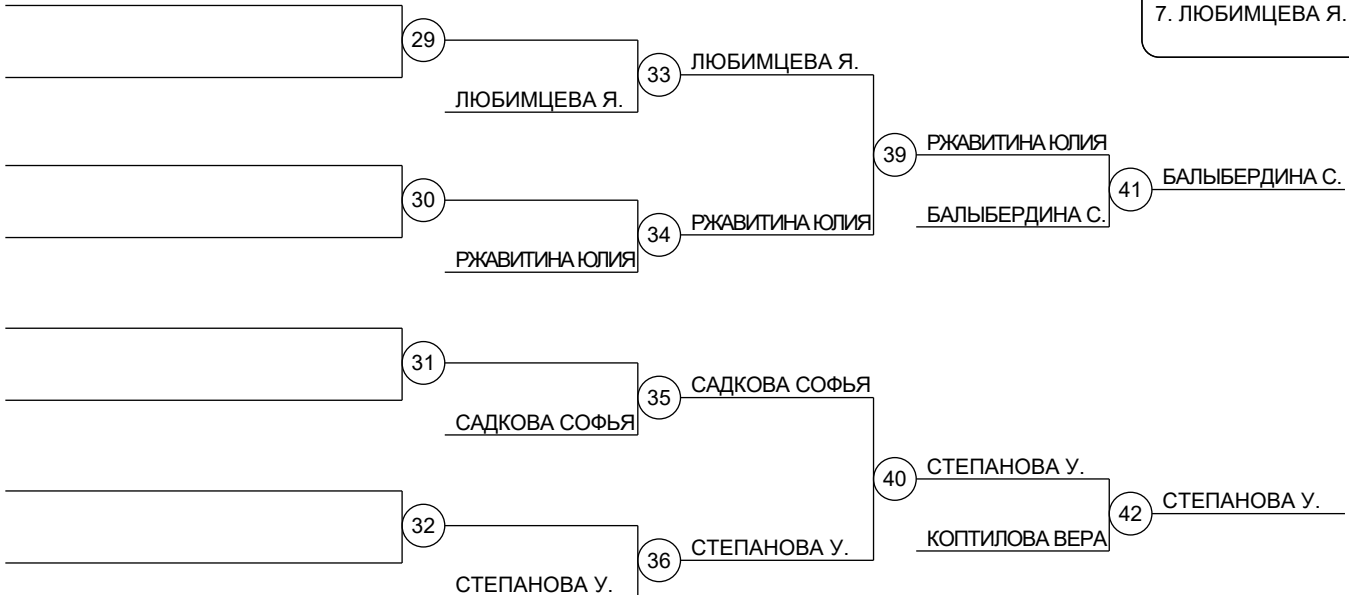 7. ЛЮБИМЦЕВА Я.
29
33
ЛЮБИМЦЕВА Я.
ЛЮБИМЦЕВА Я.
39
РЖАВИТИНА ЮЛИЯ
41
БАЛЫБЕРДИНА С.
30
БАЛЫБЕРДИНА С.
34
РЖАВИТИНА ЮЛИЯ
РЖАВИТИНА ЮЛИЯ
31
35
САДКОВА СОФЬЯ
САДКОВА СОФЬЯ
40
СТЕПАНОВА У.
42
СТЕПАНОВА У.
32
КОПТИЛОВА ВЕРА
36
СТЕПАНОВА У.
СТЕПАНОВА У.